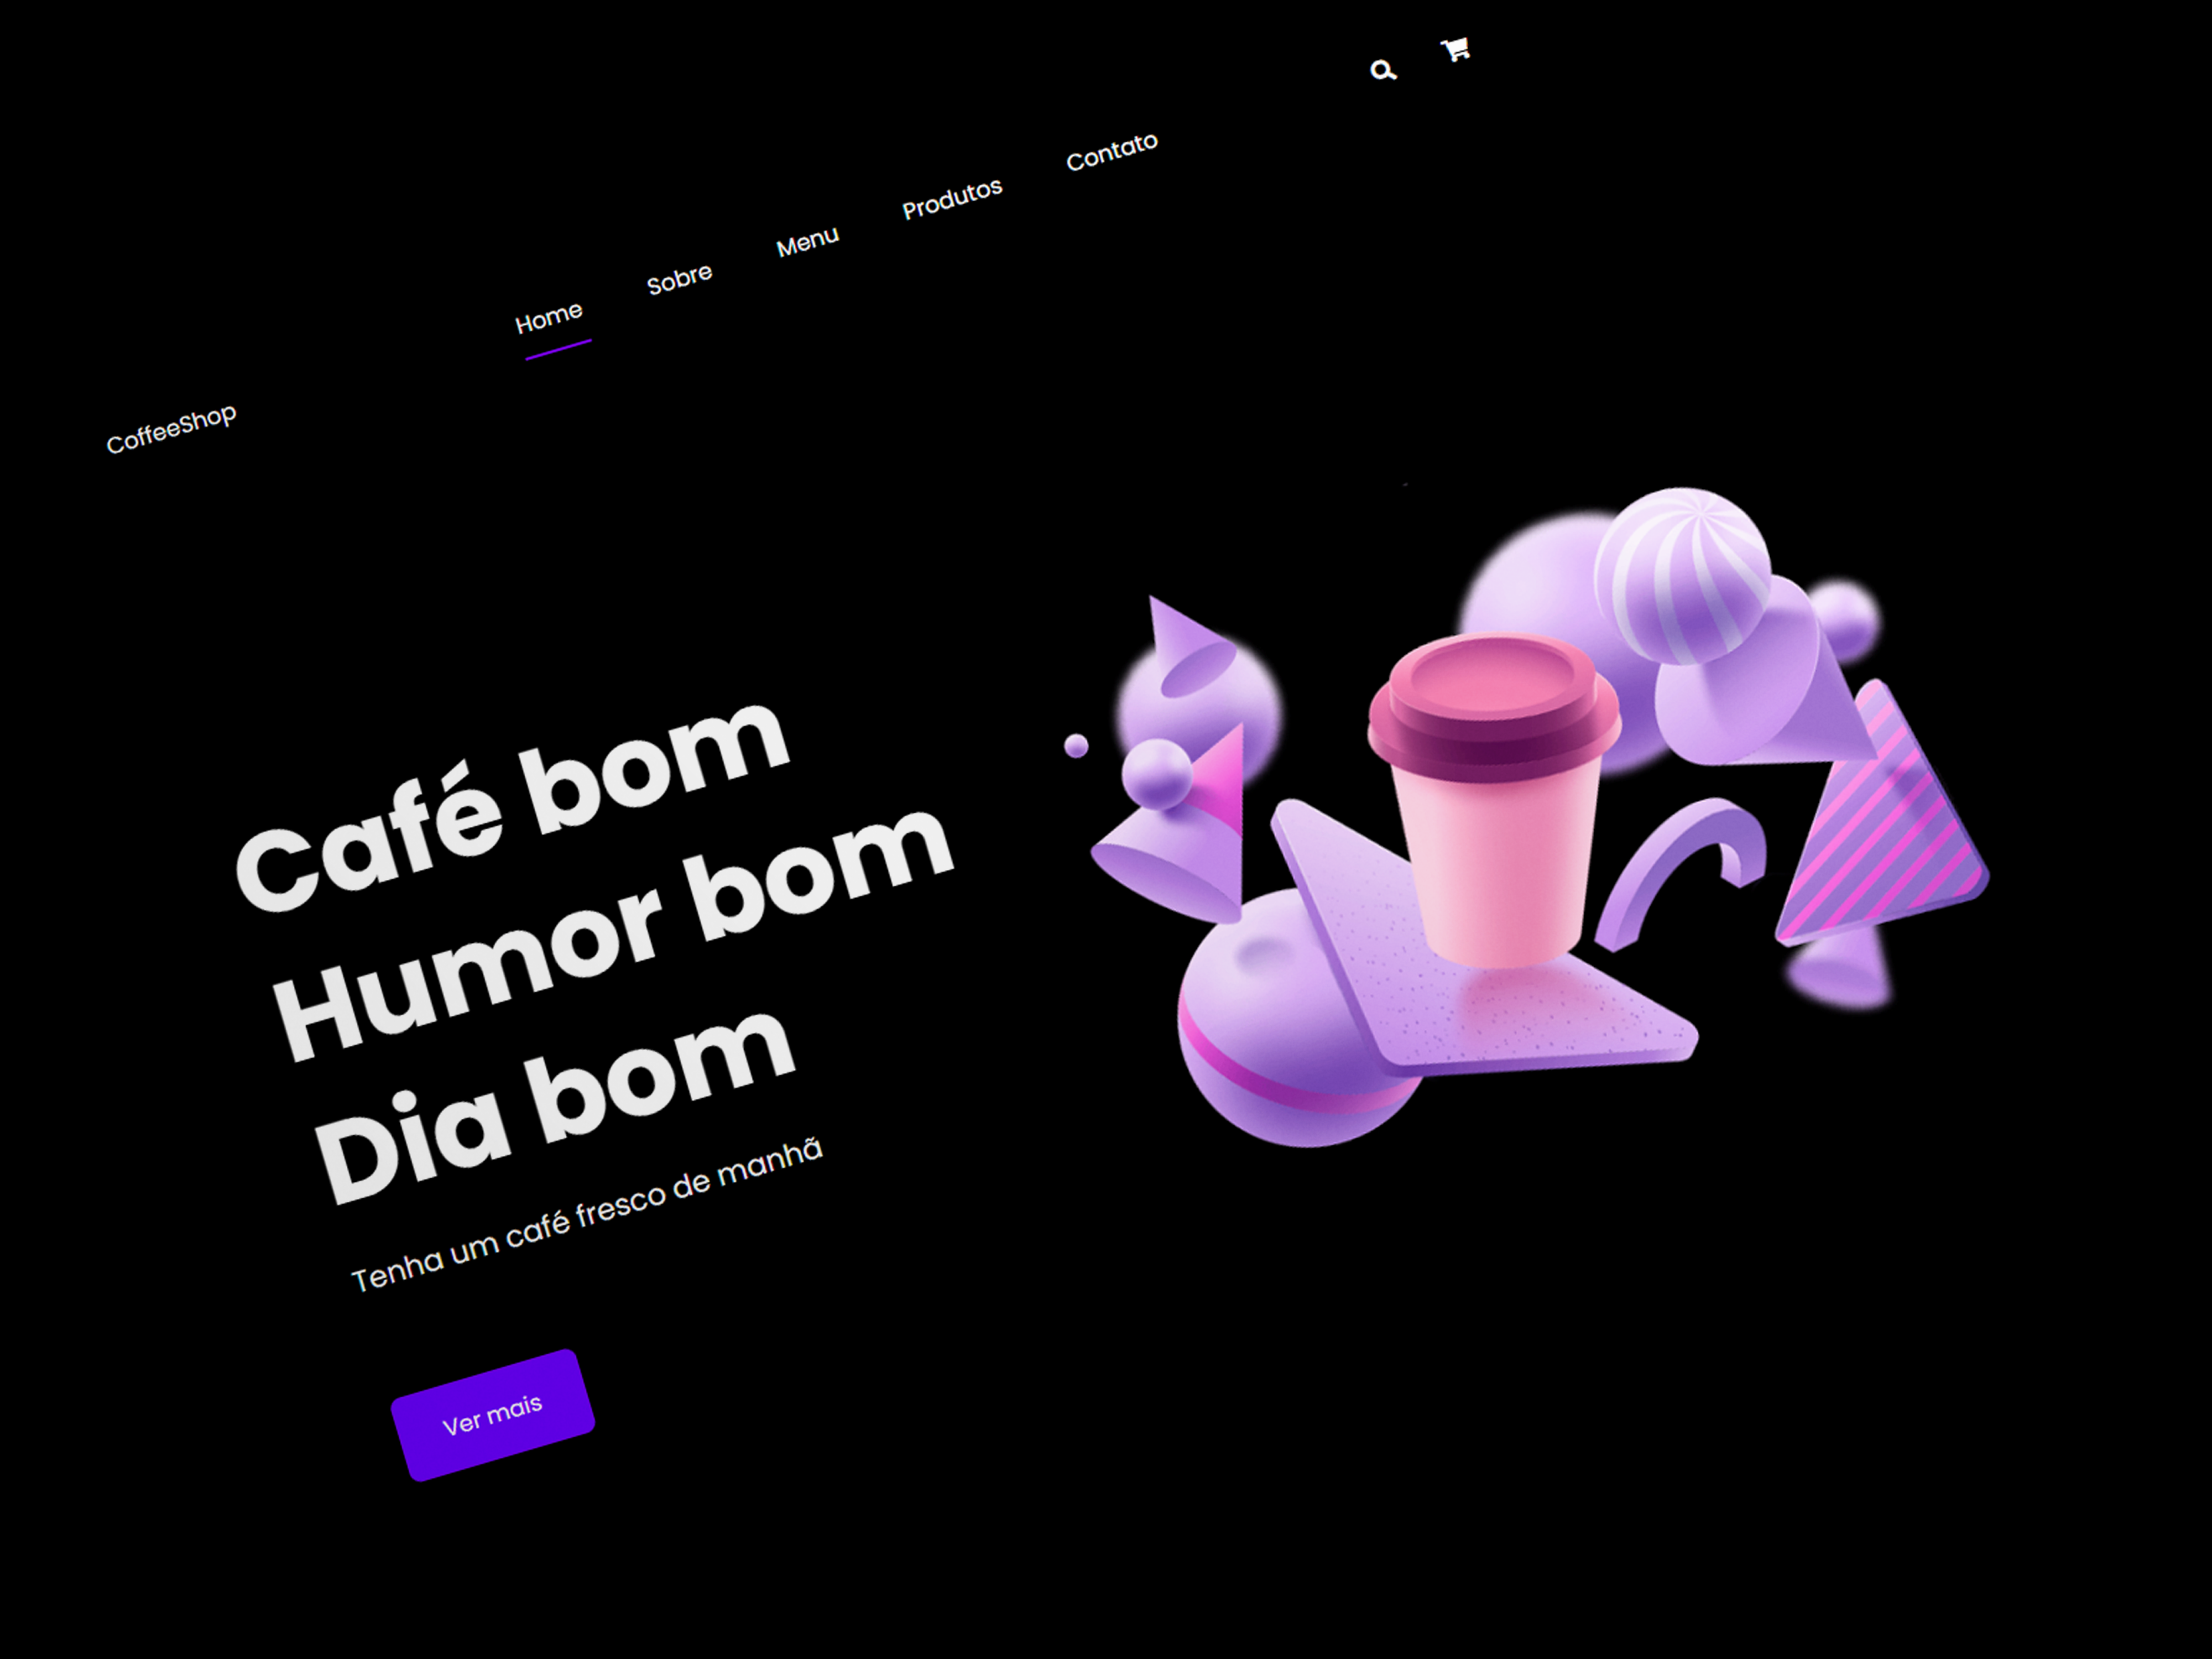 CoffeeShop
Home
Sobre
Menu
Produtos
Contato
Café bom
Humor bom
Dia bom
Tenha um café fresco de manhã
Ver mais